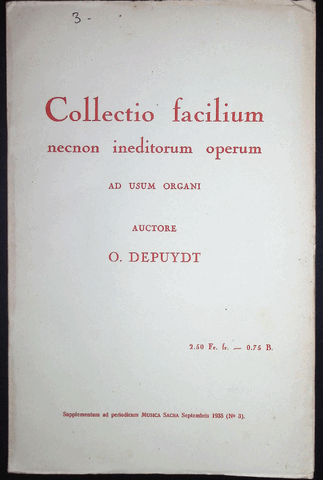 3 -
Collectio facilium
necnon ineditorum operum
AD USUM ORGANI
AUCTORE
O. DEPUYDT
2.50 Fr. fr. — 0.75 B.
Supplementum ad periodicum MUSICA SACRA Septembris 1935 (Nº 3).